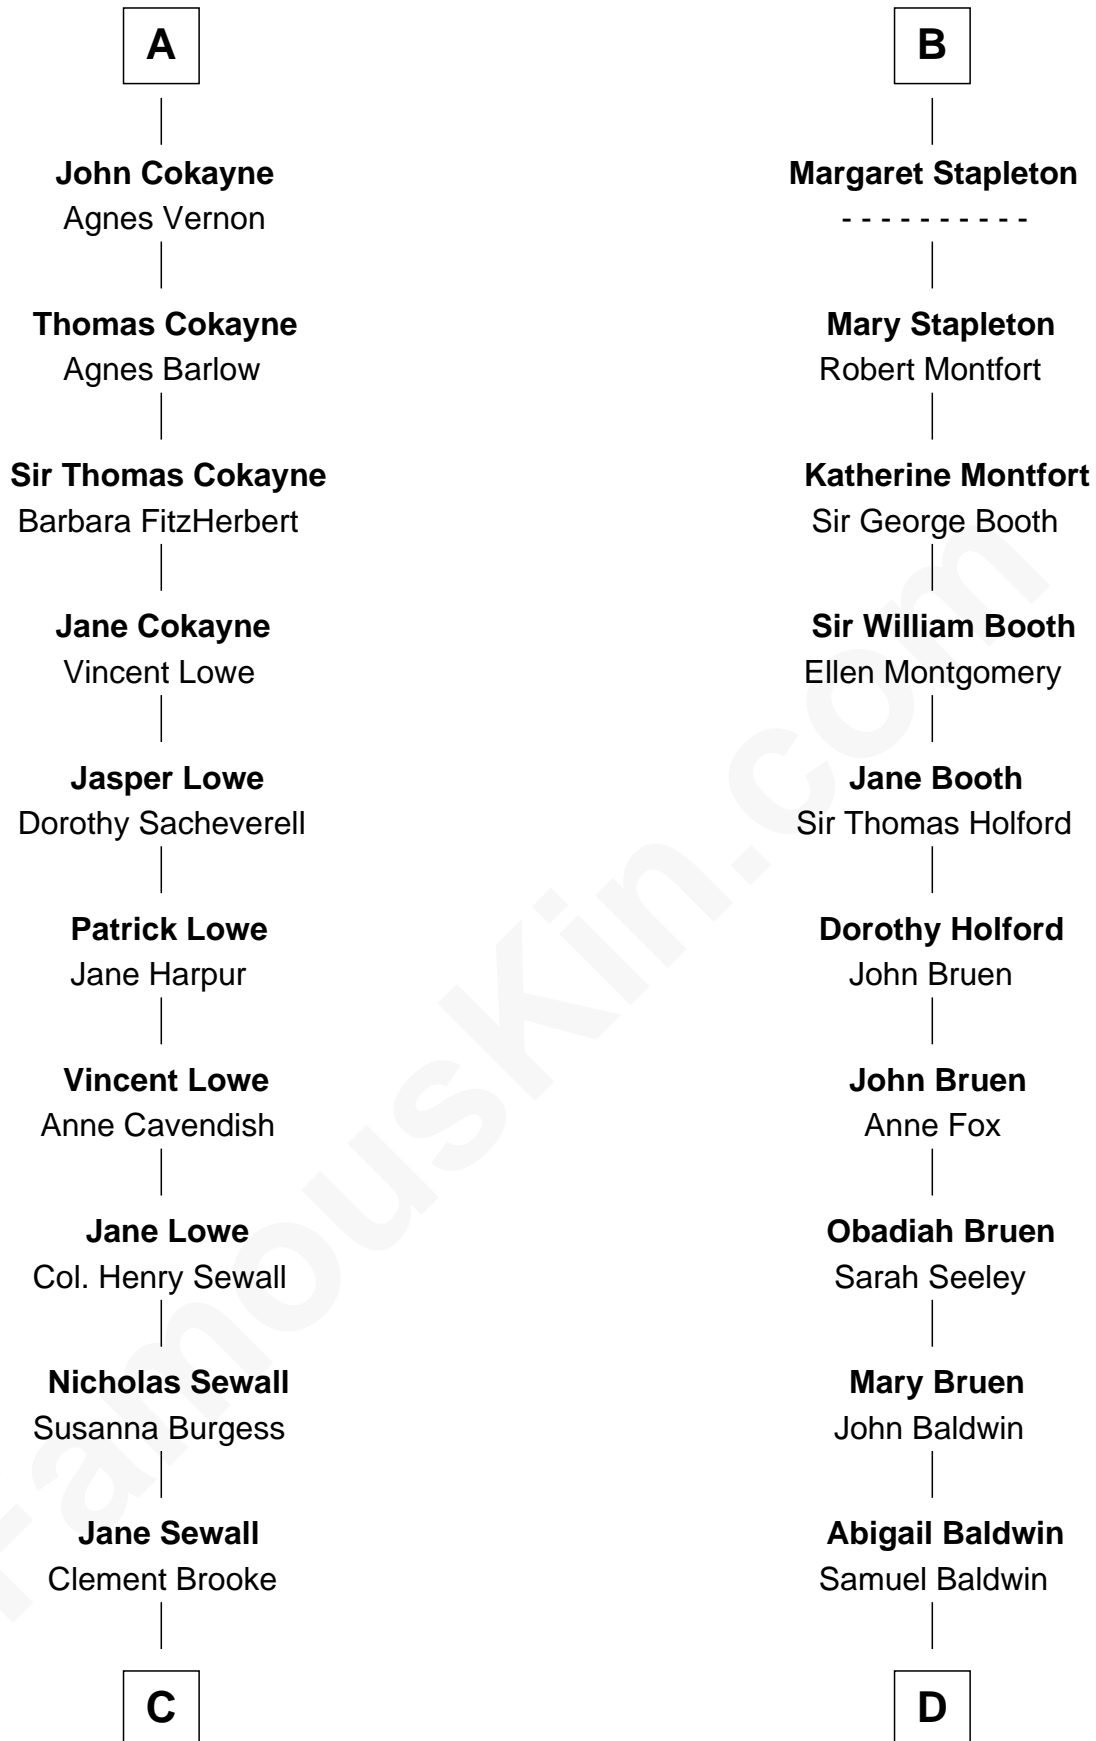 A
John Cokayne
Agnes Vernon
Thomas Cokayne
Agnes Barlow
Sir Thomas Cokayne
Barbara FitzHerbert
Jane Cokayne
Vincent Lowe
Jasper Lowe
Dorothy Sacheverell
Patrick Lowe
Jane Harpur
Vincent Lowe
Anne Cavendish
Jane Lowe
Col. Henry Sewall
Nicholas Sewall
Susanna Burgess
Jane Sewall
Clement Brooke
C
B
Margaret Stapleton
- - - - - - - - - -
Mary Stapleton
Robert Montfort
Katherine Montfort
Sir George Booth
Sir William Booth
Ellen Montgomery
Jane Booth
Sir Thomas Holford
Dorothy Holford
John Bruen
John Bruen
Anne Fox
Obadiah Bruen
Sarah Seeley
Mary Bruen
John Baldwin
Abigail Baldwin
Samuel Baldwin
D
FamousKin.com